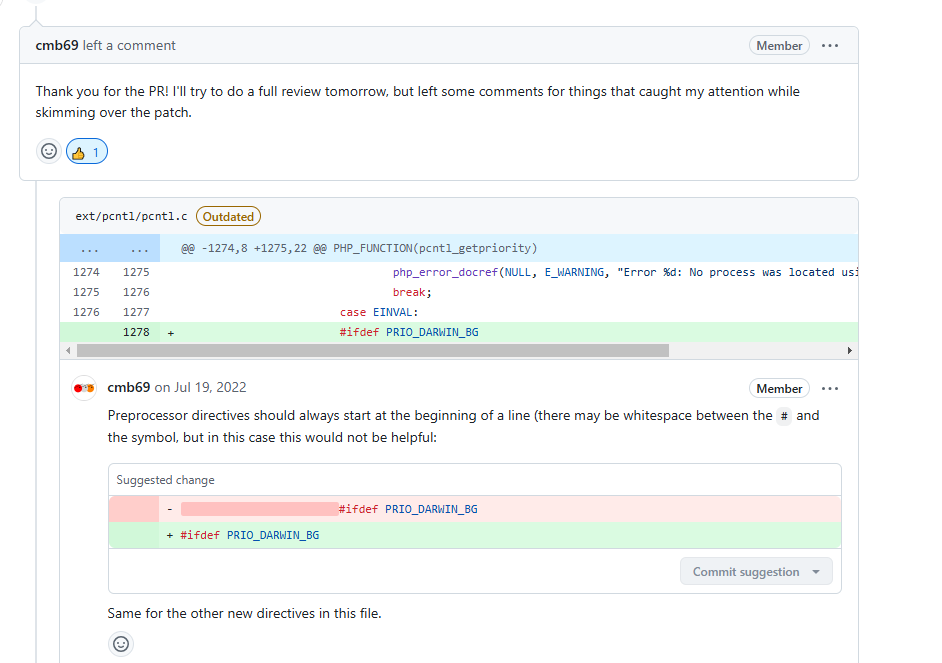 cmb69 left a comment
Member
Thank you for the PR! I'll try to do a full review tomorrow, but left some comments for things that caught my attention while
skimming over the patch.
1
ext/pcntl/pcntl.c Outdated
... ... @@ -1274,8 +1275,22 @@ PHP_FUNCTION(pcntl_getpriority)
1274 1275 php_error_docref(NULL, E_WARNING, "Error %d: No process was located usi
1275 1276 break;
1276 1277 case EINVAL:
1278 + #ifdef PRIO_DARWIN_BG
cmb69 on Jul 19, 2022
Member
Preprocessor directives should always start at the beginning of a line (there may be whitespace between the # and
the symbol, but in this case this would not be helpful:
Suggested change
- #ifdef PRIO_DARWIN_BG
+ #ifdef PRIO_DARWIN_BG
Commit suggestion
Same for the other new directives in this file.